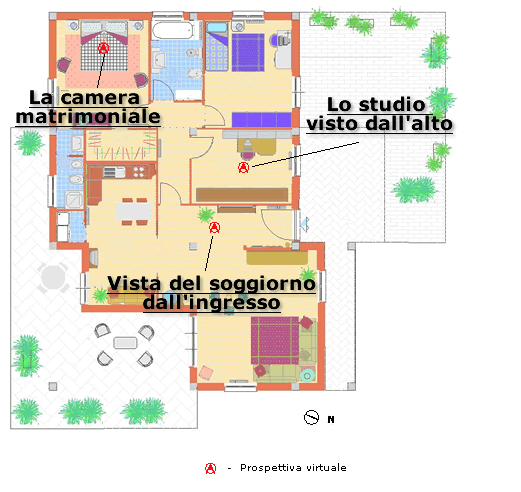 La camera
matrimoniale
Lo studio
visto dall'alto
Vista del soggiorno
dall'ingresso
N
A - Prospettiva virtuale